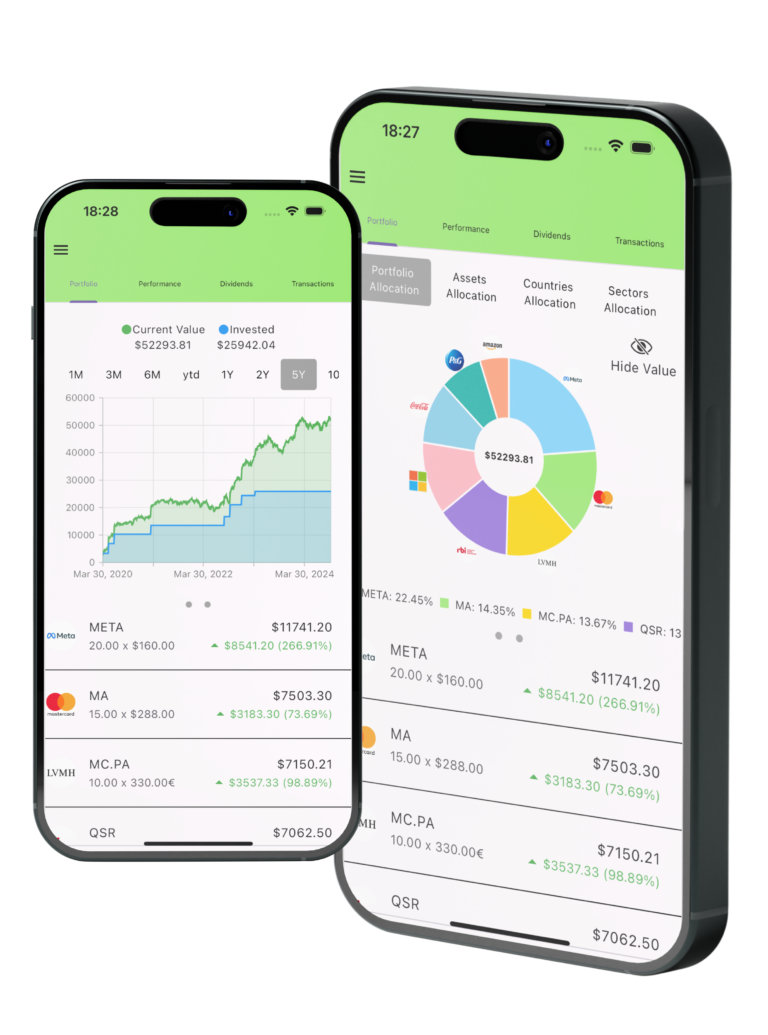 18:28
Portfolio Performance Dividends Transactions
Current Value Invested
$52293.81 $25942.04
1M 3M 6M ytd 1Y 2Y 5Y 10
60000
50000
40000
30000
20000
10000
0
Mar 30, 2020 Mar 30, 2022 Mar 30, 2024
Meta
META $11741.20
20.00 x $160.00 $8541.20 (266.91%)
mastercard
MA $7503.30
15.00 x $288.00 $3183.30 (73.69%)
LVMH
MC.PA $7150.21
10.00 x 330.00€ $3537.33 (98.89%)
QSR $7062.50
18:27
Portfolio Performance Dividends Transactions
Portfolio Allocation
Assets Allocation
Countries Allocation
Sectors Allocation
Hide Value
amazon
P&G
Meta
Coca-Cola
$52293.81
mastercard
rbi
LVMH
META: 22.45% MA: 14.35% MC.PA: 13.67% QSR: 13
eta
META $11741.20
20.00 x $160.00 $8541.20 (266.91%)
card
MA $7503.30
15.00 x $288.00 $3183.30 (73.69%)
MH
MC.PA $7150.21
10.00 x 330.00€ $3537.33 (98.89%)
QSR $7062.50